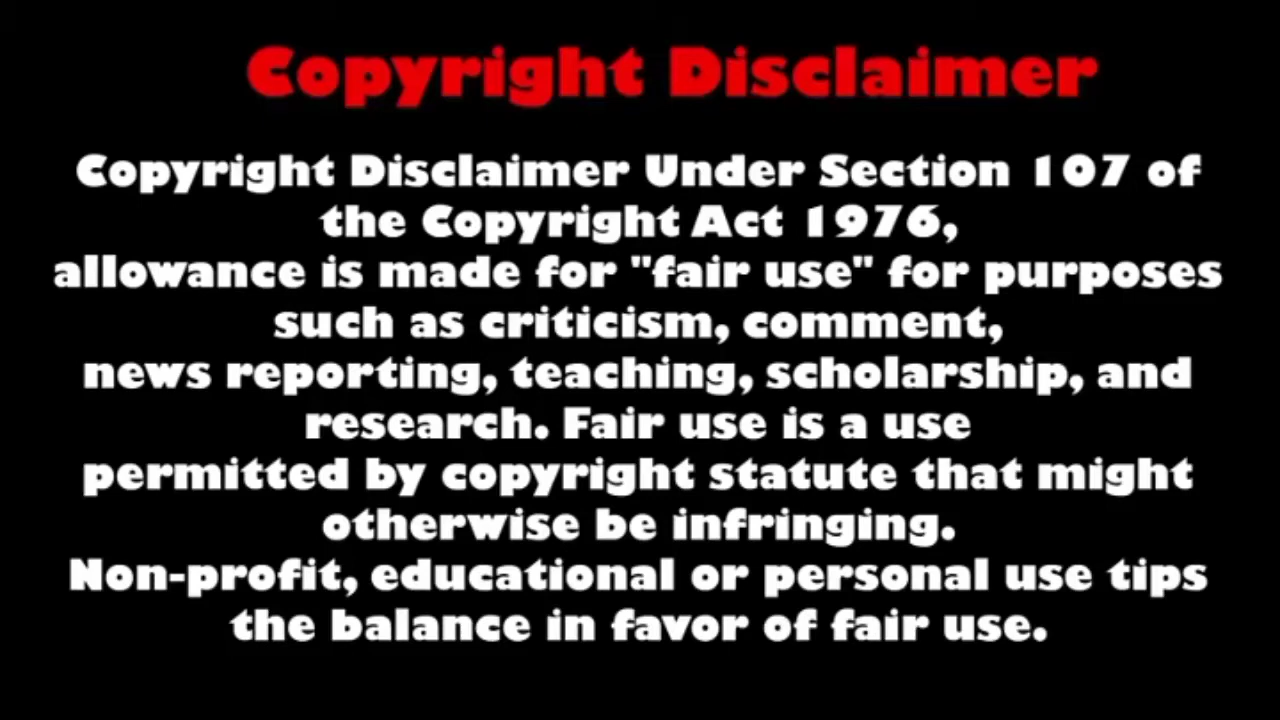 Copyright Disclaimer
Copyright Disclaimer Under Section 107 of
the Copyright Act 1976,
allowance is made for "fair use" for purposes
such as criticism, comment,
news reporting, teaching, scholarship, and
research. Fair use is a use
permitted by copyright statute that might
otherwise be infringing.
Non-profit, educational or personal use tips
the balance in favor of fair use.